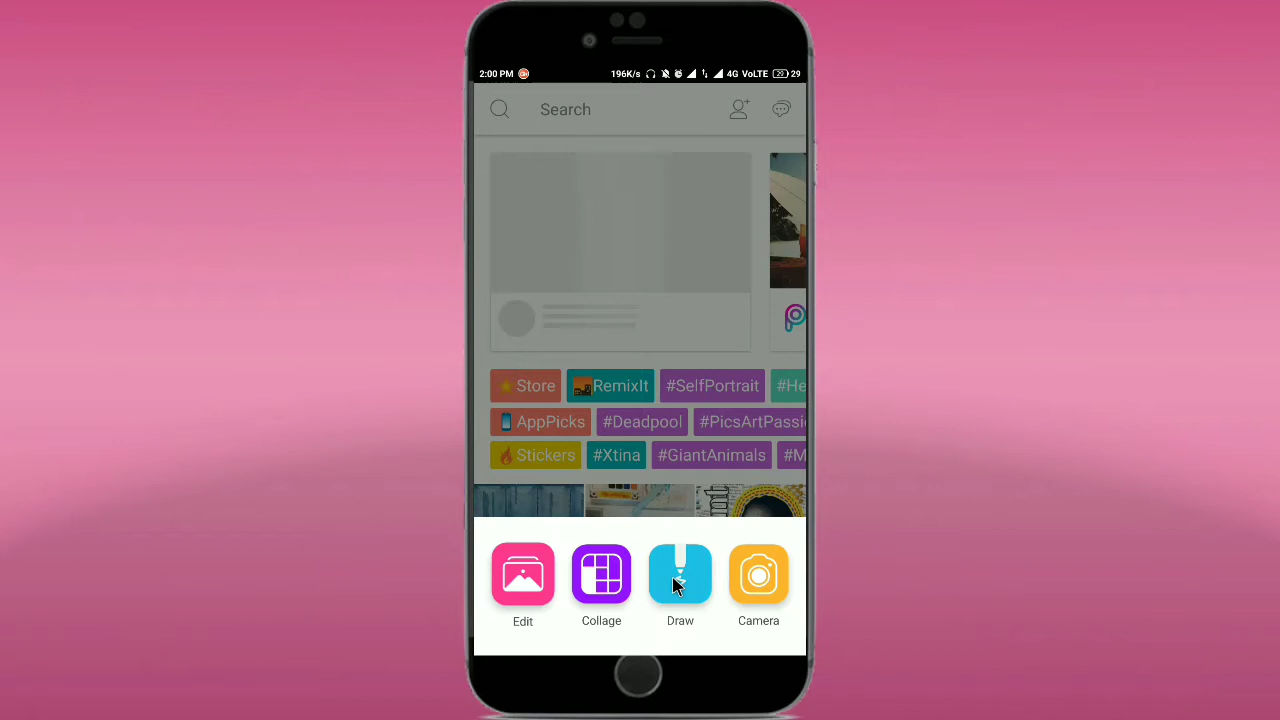 2:00 PM 196K/s 4G VoLTE 29 29
Search
Store RemixIt #SelfPortrait #He
AppPicks #Deadpool #PicsArtPassi
Stickers #Xtina #GiantAnimals #M
Edit Collage Draw Camera